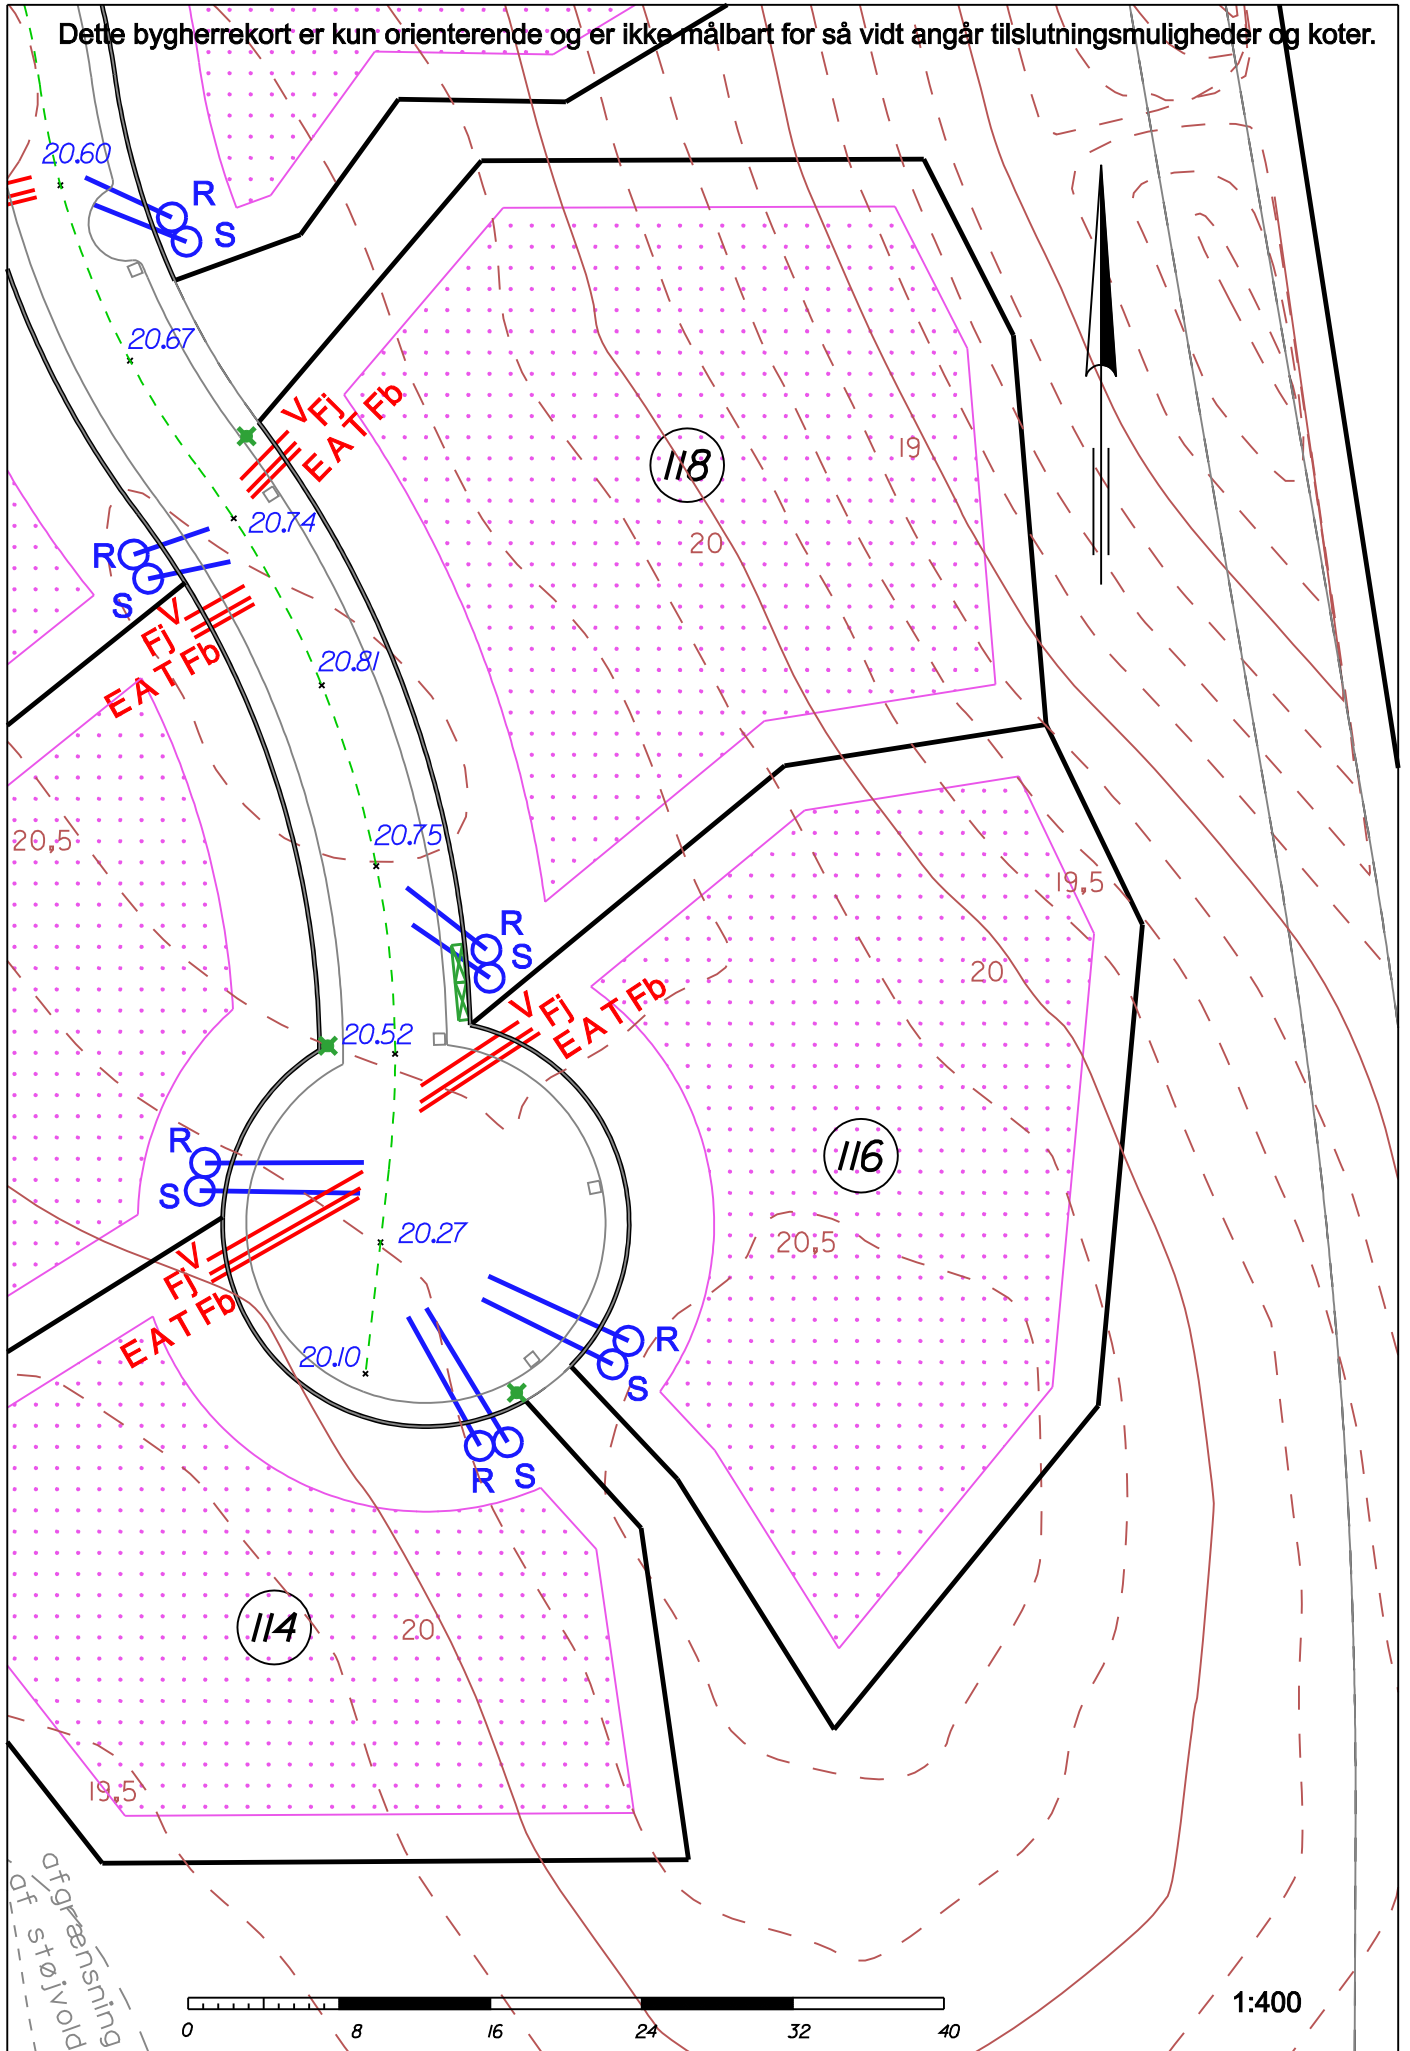 Dette bygherrekort er kun orienterende og er ikke målbart for så vidt angår tilslutningsmuligheder og koter.
20.60
R
S
20.67
V
Fj
E A T Fb
118
19
20
20.74
R
S
V
Fj
E A T Fb
20.81
20.75
20,5
19,5
R
S
20
V
Fj
E A T Fb
20.52
R
S
116
20.27
20,5
V
Fj
E A T Fb
20.10
R
S
R
S
114
20
19,5
afgrænsning
af støjvold
1:400
0 8 16 24 32 40